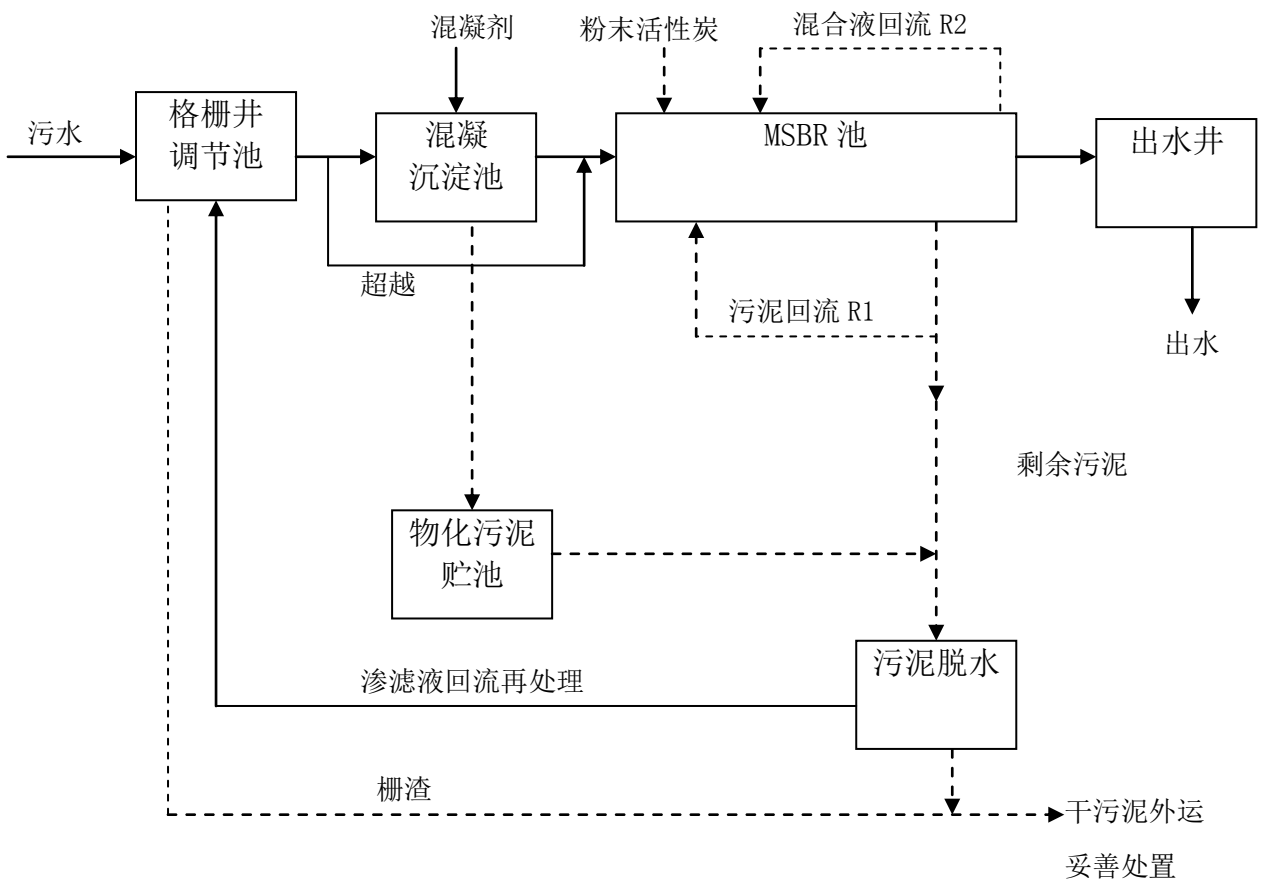 混凝剂
粉末活性炭
混合液回流 R2
污水
格栅井
调节池
混凝
沉淀池
MSBR 池
出水井
超越
污泥回流 R1
出水
剩余污泥
物化污泥
贮池
污泥脱水
渗滤液回流再处理
栅渣
干污泥外运
妥善处置